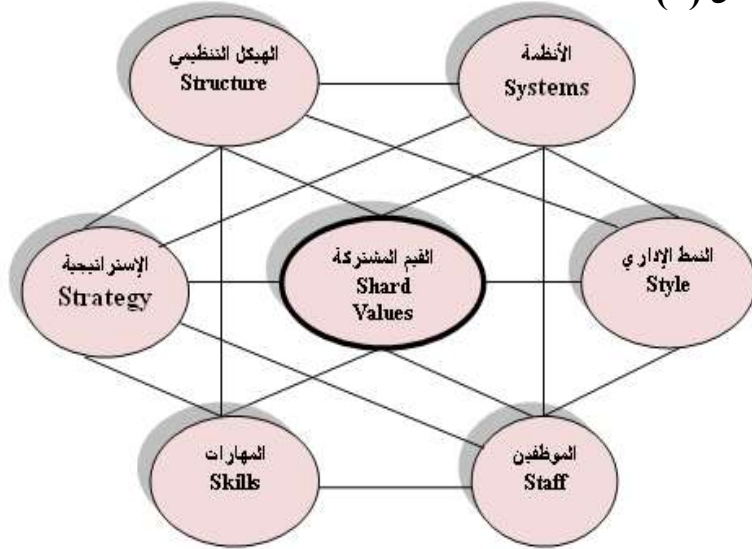 الهيكل التنظيمي
Structure
الأنظمة
Systems
الإستراتيجية
Strategy
القيم المشتركة
Shard
Values
النمط الإداري
Style
المهارات
Skills
الموظفين
Staff